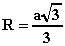 R = a√3/3